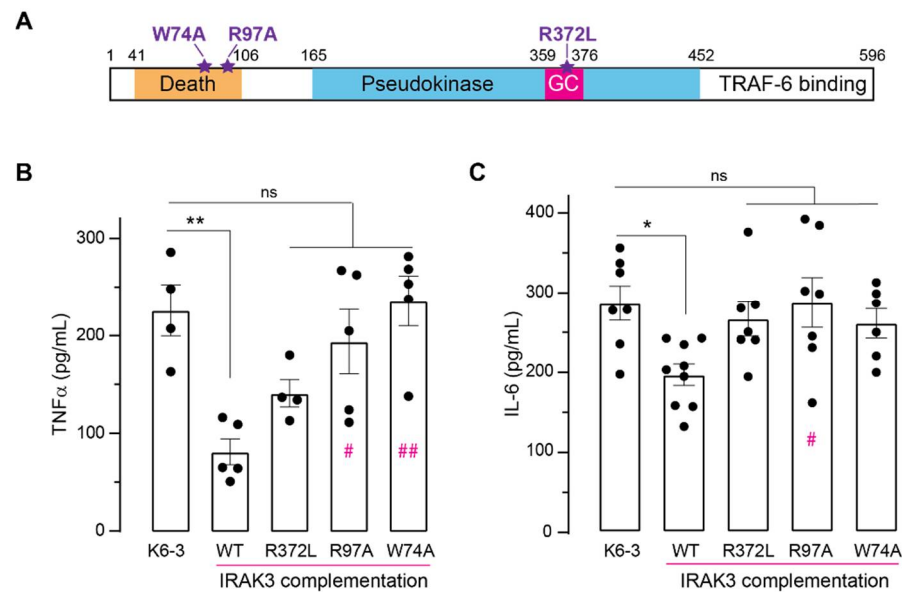 A
W74A R97A R372L
1 41 106 165 359 376 452 596
Death Pseudokinase GC TRAF-6 binding
B
ns
**
TNFα (pg/mL)
300
200
100
0
# ##
K6-3 WT R372L R97A W74A
IRAK3 complementation
C
ns
*
IL-6 (pg/mL)
400
300
200
100
0
#
K6-3 WT R372L R97A W74A
IRAK3 complementation